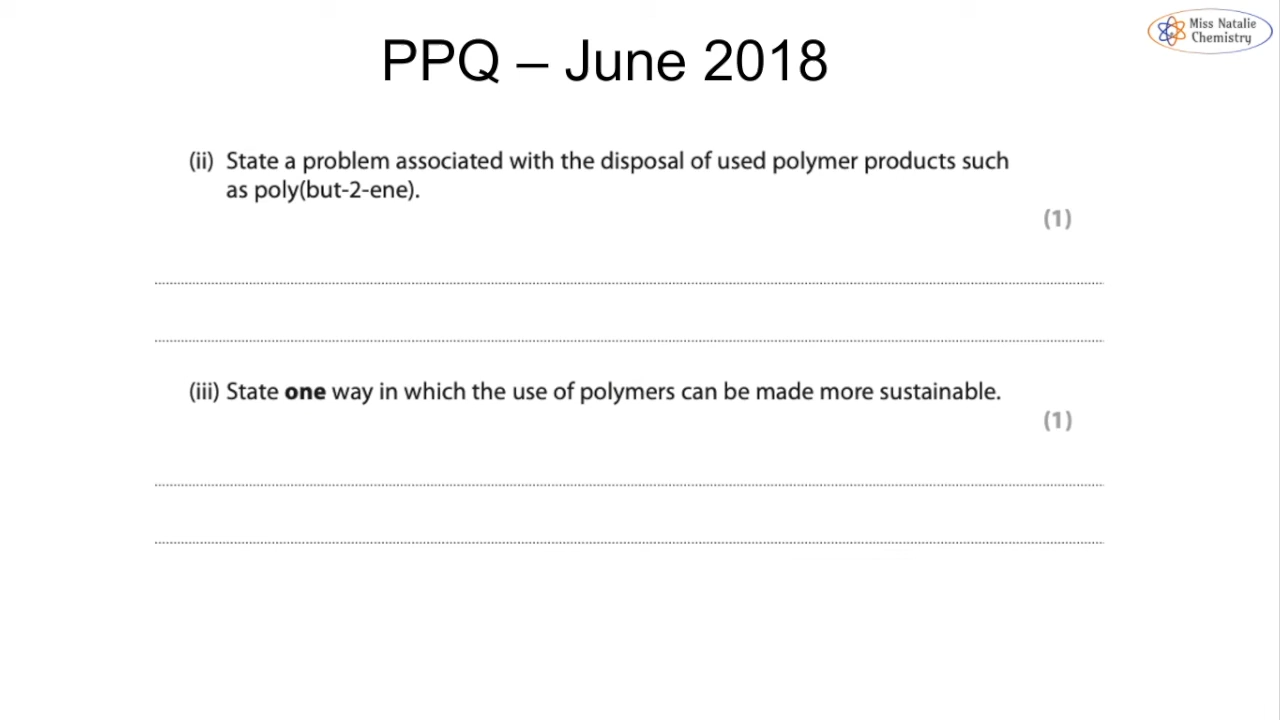 Miss Natalie
Chemistry
PPQ – June 2018
(ii) State a problem associated with the disposal of used polymer products such
as poly(but-2-ene).
(1)
(iii) State one way in which the use of polymers can be made more sustainable.
(1)